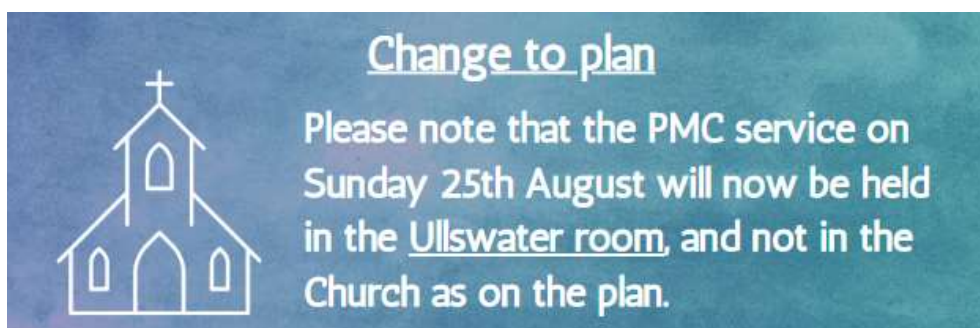 Change to plan
Please note that the PMC service on
Sunday 25th August will now be held
in the Ullswater room, and not in the
Church as on the plan.